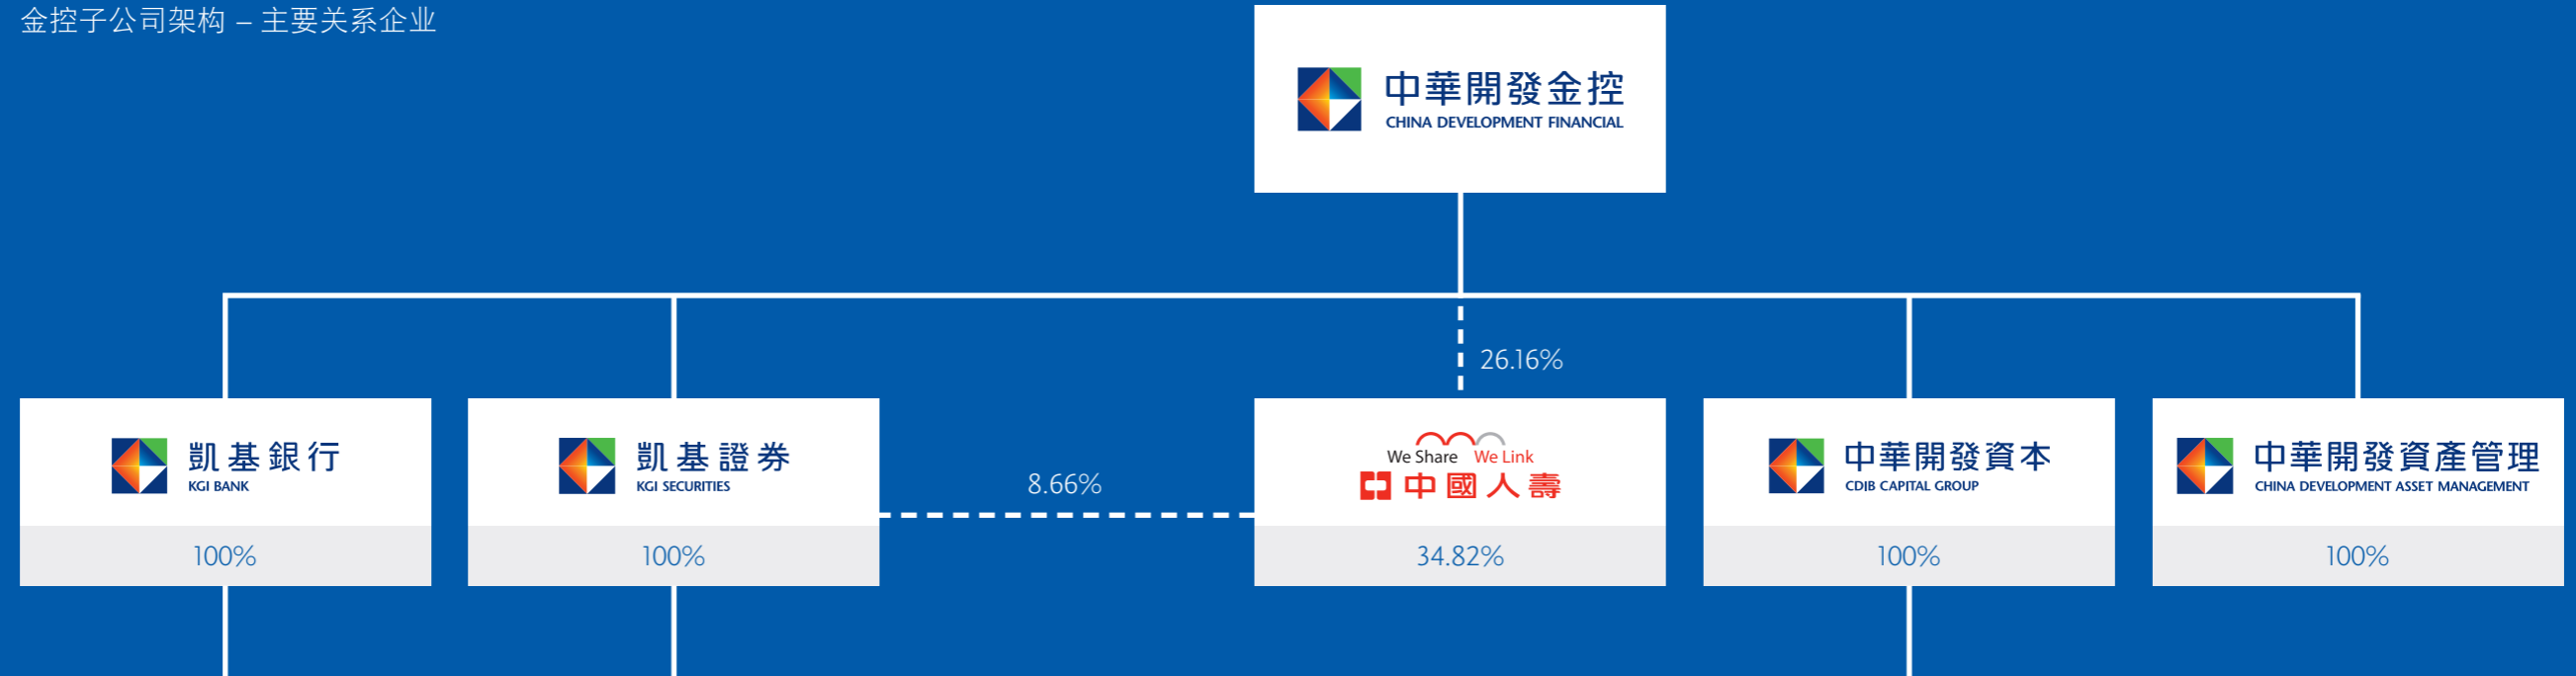 金控子公司架构 – 主要关系企业
中華開發金控
CHINA DEVELOPMENT FINANCIAL
26.16%
凱基銀行
KGI BANK
100%
凱基證券
KGI SECURITIES
100%
8.66%
We Share We Link
中國人壽
34.82%
中華開發資本
CDIB CAPITAL GROUP
100%
中華開發資產管理
CHINA DEVELOPMENT ASSET MANAGEMENT
100%